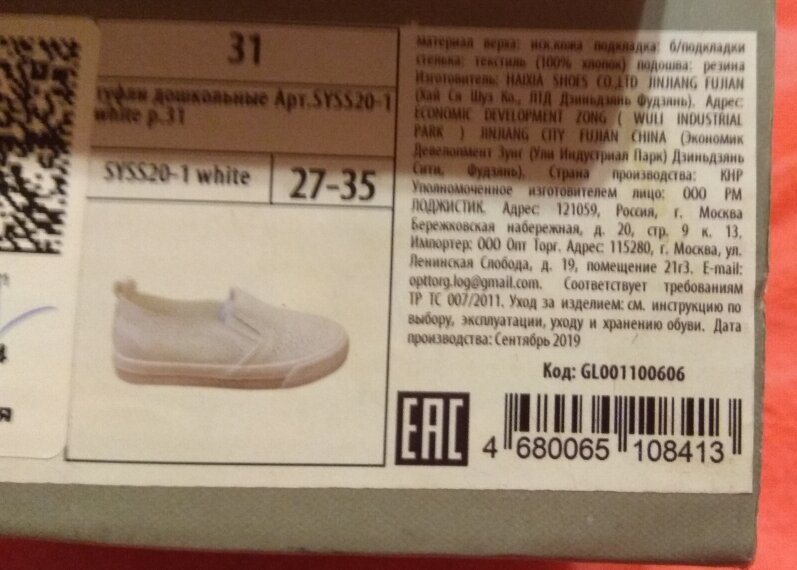 31
туфли дошкольные Арт.SYSS20-1
white р.31
SYSS20-1 white
27-35
материал верха: иск.кожа подкладка: б/подкладки
стелька: текстиль (100% хлопок) подошва: резина
Изготовитель: HAIXIA SHOES CO.,LTD JINJIANG FUJIAN
(Хай Ся Шуз Ко., ЛТД Дзиньдзянь Фудзянь). Адрес:
ECONOMIC DEVELOPMENT ZONG ( WULI INDUSTRIAL
PARK ) JINJIANG CITY FUJIAN CHINA (Экономик
Девелопмент Зунг (Ули Индустриал Парк) Дзиньдзянь
Сити, Фудзянь). Страна производства: КНР
Уполномоченное изготовителем лицо: ООО РМ
ЛОДЖИСТИК. Адрес: 121059, Россия, г. Москва
Бережковская набережная, д. 20, стр. 9 к. 13.
Импортер: ООО Опт Торг. Адрес: 115280, г. Москва, ул.
Ленинская Слобода, д. 19, помещение 21г3. E-mail:
opttorg.log@gmail.com. Соответствует требованиям
ТР ТС 007/2011. Уход за изделием: см. инструкцию по
выбору, эксплуатации, уходу и хранению обуви. Дата
производства: Сентябрь 2019
Код: GL001100606
EAC
4 680065 108413